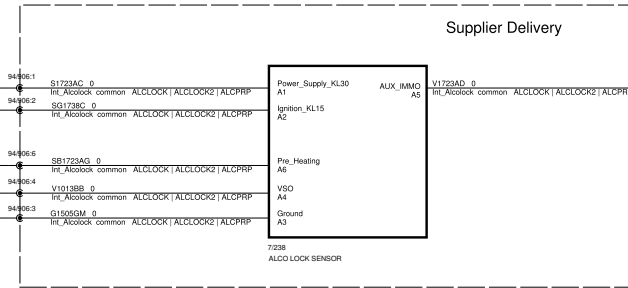 Supplier Delivery
94/906:1
S1723AC 0
Int_Alcolock common ALCLOCK | ALCLOCK2 | ALCPRP
Power_Supply_KL30
A1
AUX_IMMO
A5
V1723AD 0
Int_Alcolock common ALCLOCK | ALCLOCK2 | ALCPR
94/906:2
SG1738C 0
Int_Alcolock common ALCLOCK | ALCLOCK2 | ALCPRP
Ignition_KL15
A2
94/906:6
SB1723AG 0
Int_Alcolock common ALCLOCK | ALCLOCK2 | ALCPRP
Pre_Heating
A6
94/906:4
V1013BB 0
Int_Alcolock common ALCLOCK | ALCLOCK2 | ALCPRP
VSO
A4
94/906:3
G1505GM 0
Int_Alcolock common ALCLOCK | ALCLOCK2 | ALCPRP
Ground
A3
7/238
ALCO LOCK SENSOR